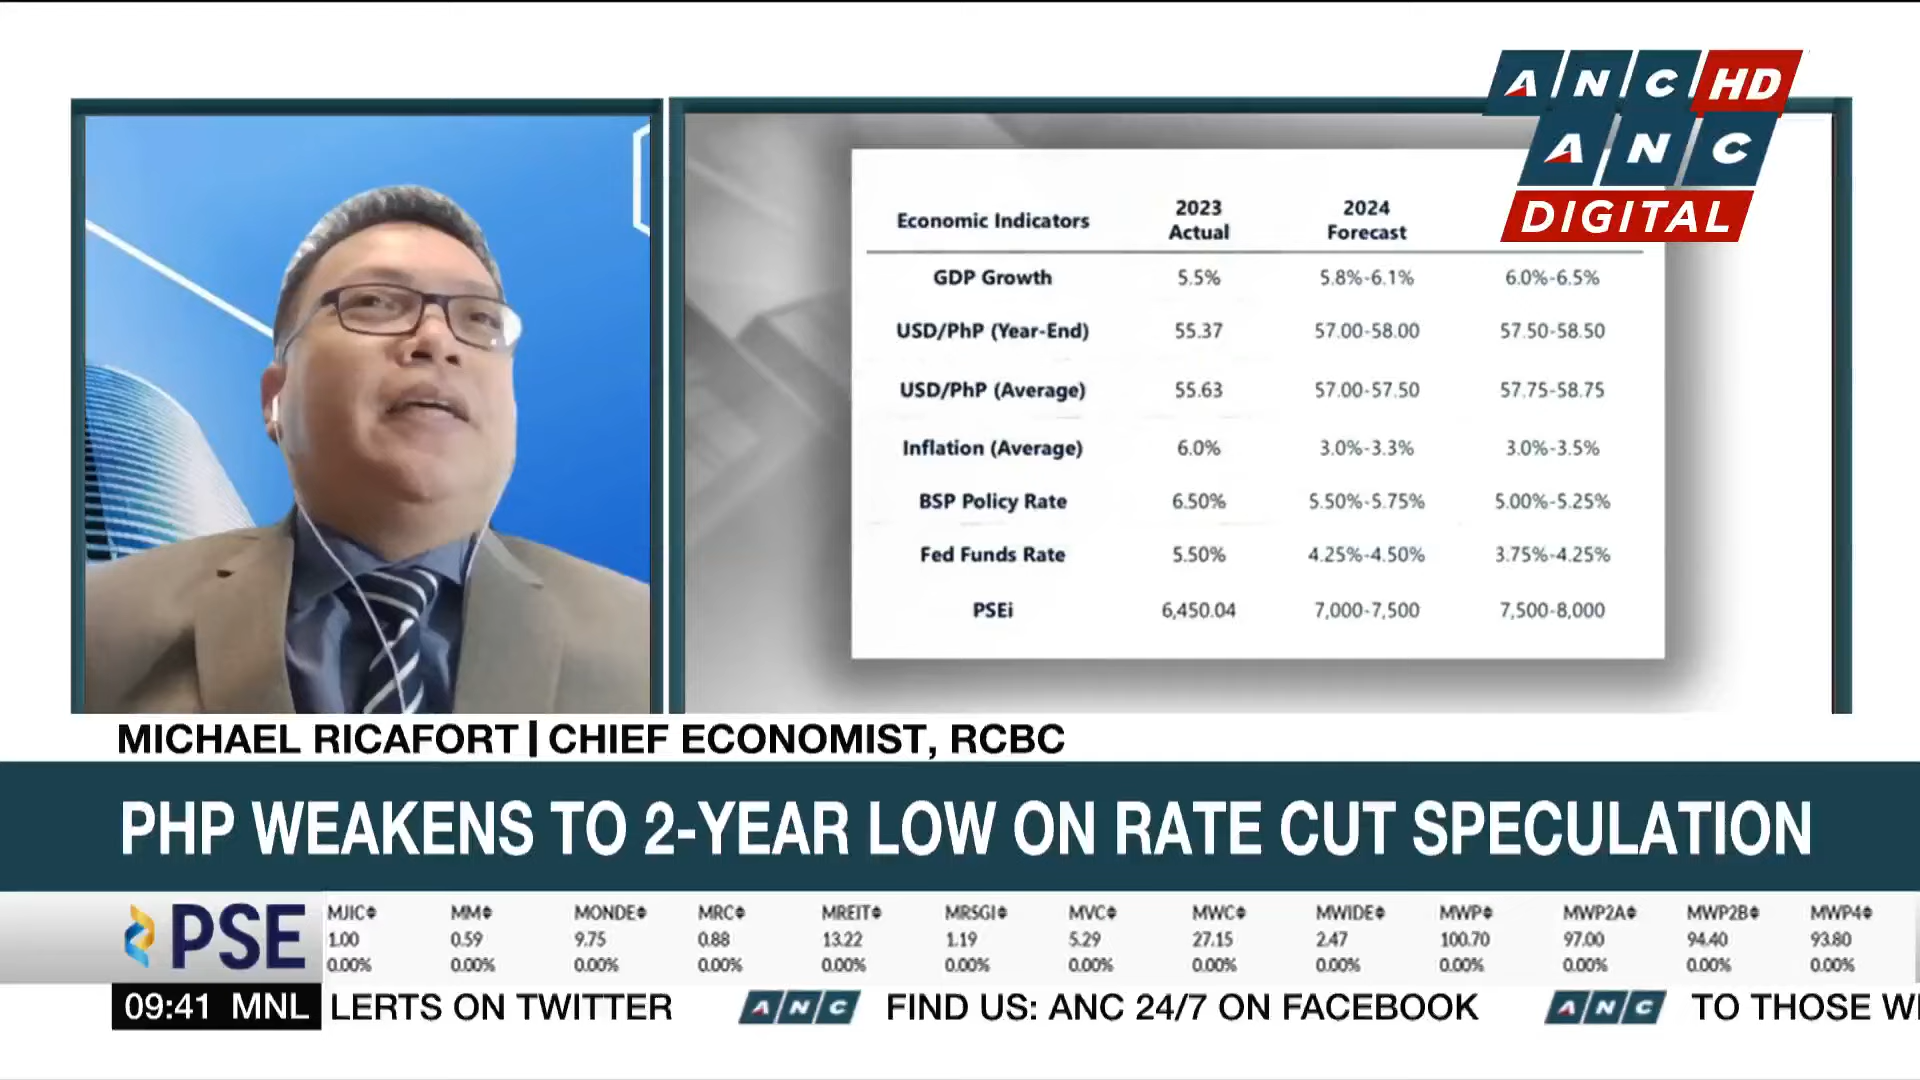 ANC HD
ANC
DIGITAL
Economic Indicators 2023 Actual 2024 Forecast
GDP Growth 5.5% 5.8%-6.1% 6.0%-6.5%
USD/PhP (Year-End) 55.37 57.00-58.00 57.50-58.50
USD/PhP (Average) 55.63 57.00-57.50 57.75-58.75
Inflation (Average) 6.0% 3.0%-3.3% 3.0%-3.5%
BSP Policy Rate 6.50% 5.50%-5.75% 5.00%-5.25%
Fed Funds Rate 5.50% 4.25%-4.50% 3.75%-4.25%
PSEi 6,450.04 7,000-7,500 7,500-8,000
MICHAEL RICAFORT | CHIEF ECONOMIST, RCBC
PHP WEAKENS TO 2-YEAR LOW ON RATE CUT SPECULATION
PSE
MJIC MM MONDE MRC MREIT MRSGI MVC MWC MWIDE MWP MWP2A MWP2B MWP4
1.00 0.59 9.75 0.88 13.22 1.19 5.29 27.15 2.47 100.70 97.00 94.40 93.80
0.00% 0.00% 0.00% 0.00% 0.00% 0.00% 0.00% 0.00% 0.00% 0.00% 0.00% 0.00% 0.00%
09:41 MNL LERTS ON TWITTER ANC FIND US: ANC 24/7 ON FACEBOOK ANC TO THOSE W